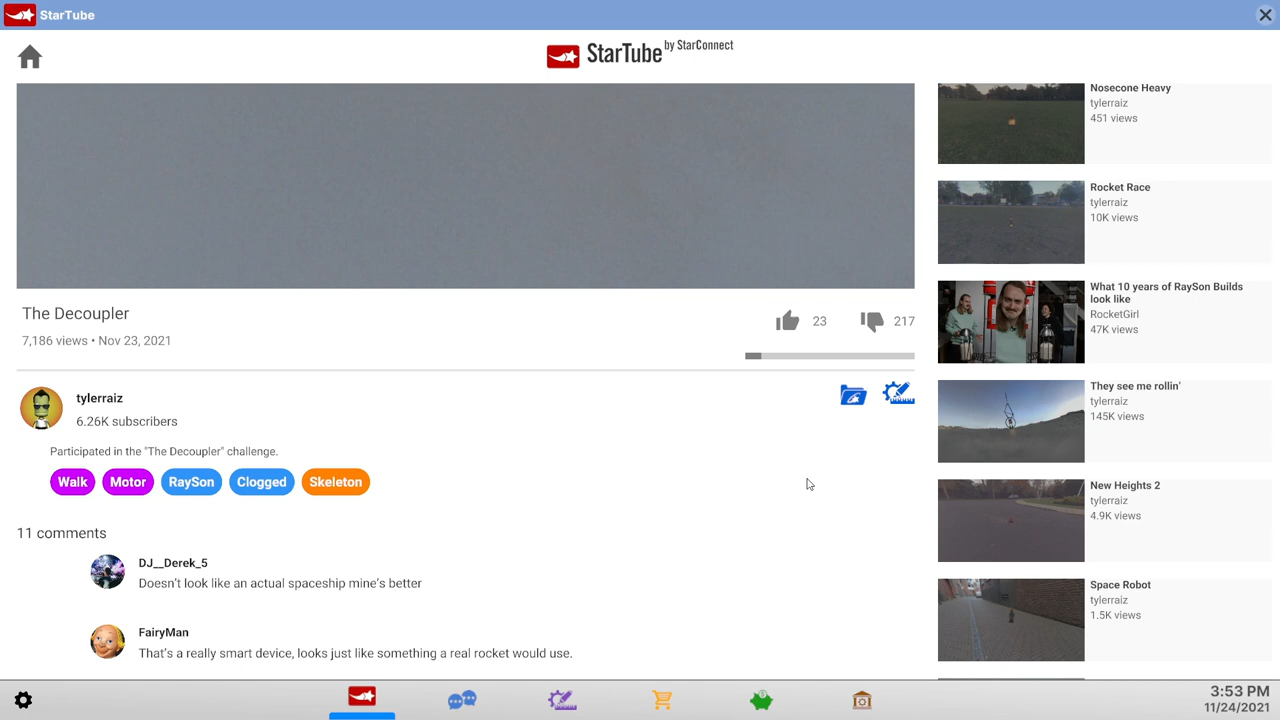 StarTube
StarTube by StarConnect
The Decoupler
7,186 views • Nov 23, 2021
23
217
tylerraiz
6.26K subscribers
Participated in the "The Decoupler" challenge.
Walk Motor RaySon Clogged Skeleton
11 comments
DJ__Derek_5
Doesn't look like an actual spaceship mine's better
FairyMan
That's a really smart device, looks just like something a real rocket would use.
Nosecone Heavy
tylerraiz
451 views
Rocket Race
tylerraiz
10K views
What 10 years of RaySon Builds
look like
RocketGirl
47K views
They see me rollin'
tylerraiz
145K views
New Heights 2
tylerraiz
4.9K views
Space Robot
tylerraiz
1.5K views
3:53 PM
11/24/2021